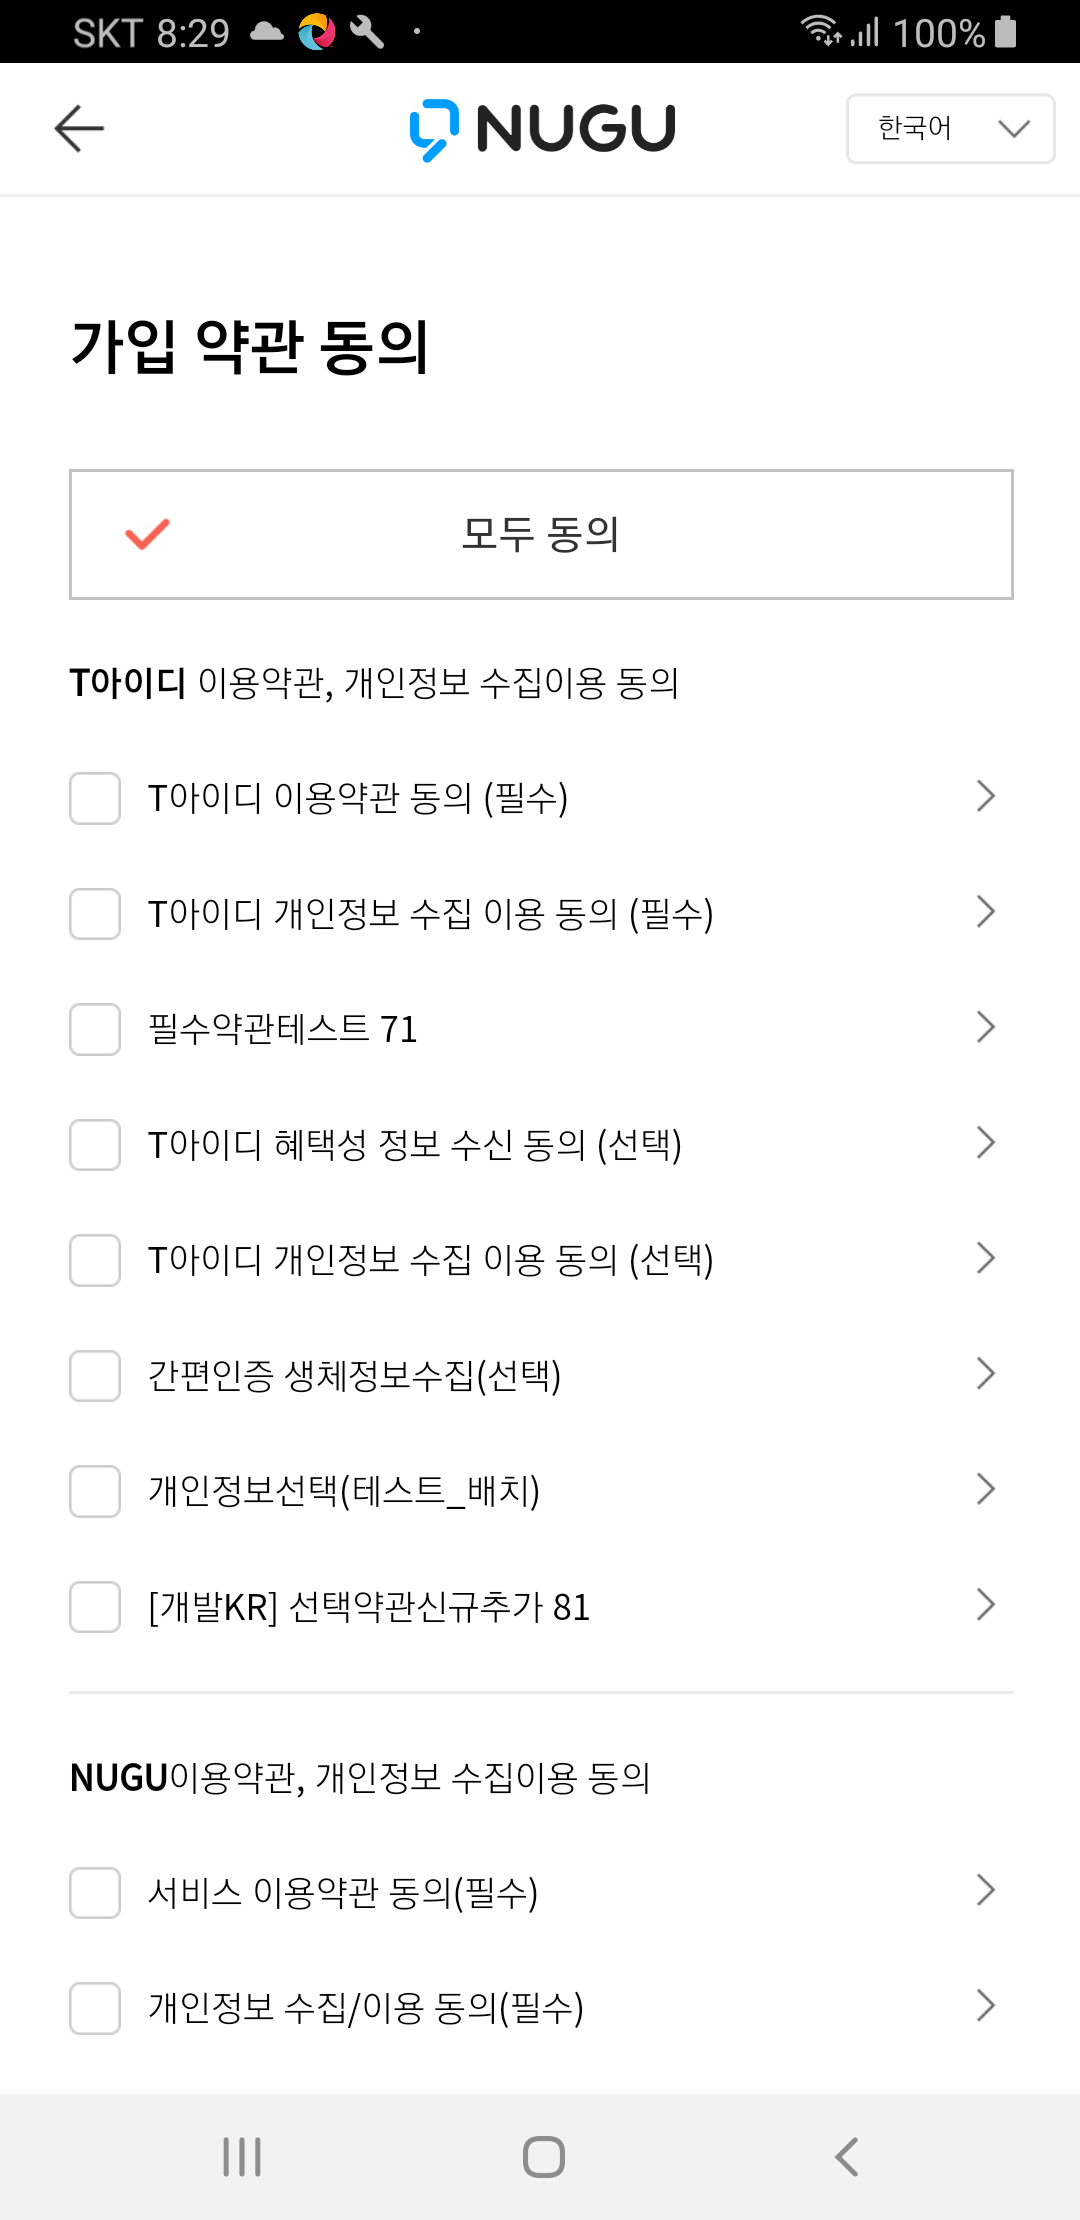 SKT 8:29 100%
NUGU 한국어
가입 약관 동의
모두 동의
T아이디 이용약관, 개인정보 수집이용 동의
T아이디 이용약관 동의 (필수)
T아이디 개인정보 수집 이용 동의 (필수)
필수약관테스트 71
T아이디 혜택성 정보 수신 동의 (선택)
T아이디 개인정보 수집 이용 동의 (선택)
간편인증 생체정보수집(선택)
개인정보선택(테스트_배치)
[개발KR] 선택약관신규추가 81
NUGU이용약관, 개인정보 수집이용 동의
서비스 이용약관 동의(필수)
개인정보 수집/이용 동의(필수)